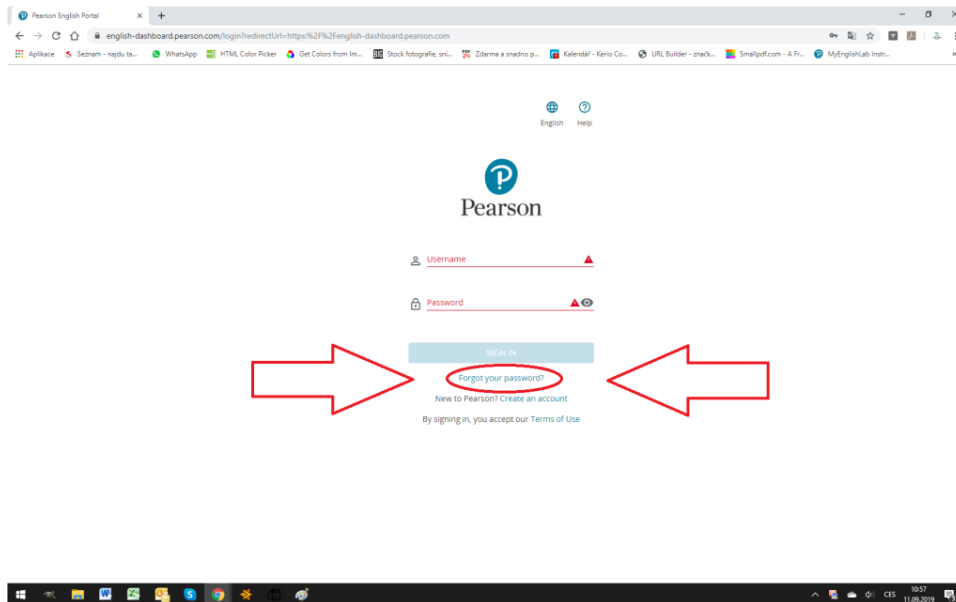 Pearson English Portal
english-dashboard.pearson.com/login?redirectUrl=https:%2F%2Fenglish-dashboard.pearson.com
Aplikace Seznam - najdu ta... WhatsApp HTML Color Picker Get Colors from Im... Stock fotografie, sní... Zdarma a snadno p... Kalendář - Kerio Co... URL Builder - značk... Smallpdf.com - A Fr... MyEnglishLab Instr...
English Help
Pearson
Username
Password
SIGN IN
Forgot your password?
New to Pearson? Create an account
By signing in, you accept our Terms of Use
CES 10:57
11.09.2019